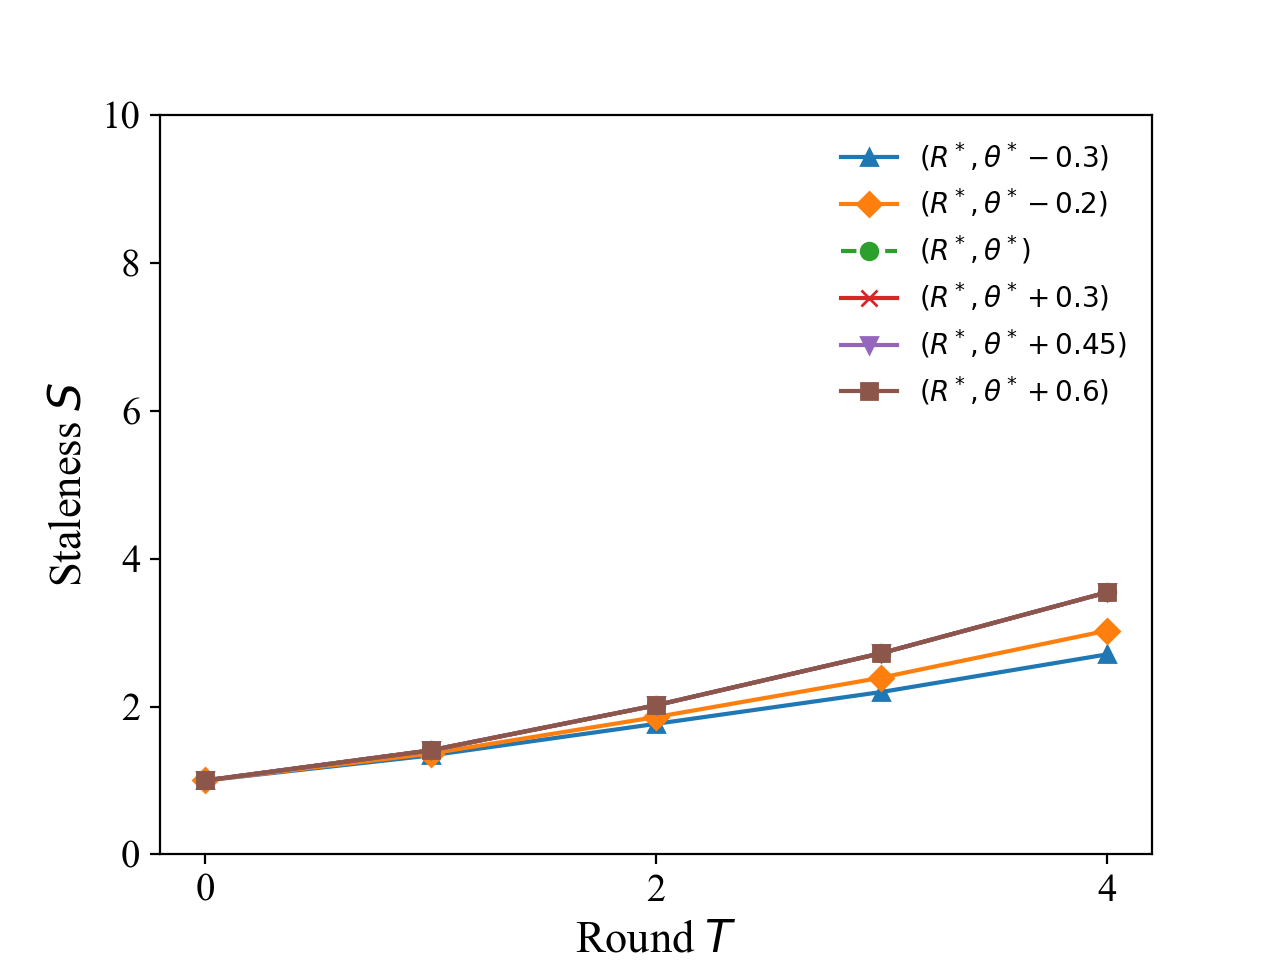 10
8
6
4
2
0
Staleness S
(R*, θ* − 0.3)
(R*, θ* − 0.2)
(R*, θ*)
(R*, θ* + 0.3)
(R*, θ* + 0.45)
(R*, θ* + 0.6)
0 2 4
Round T